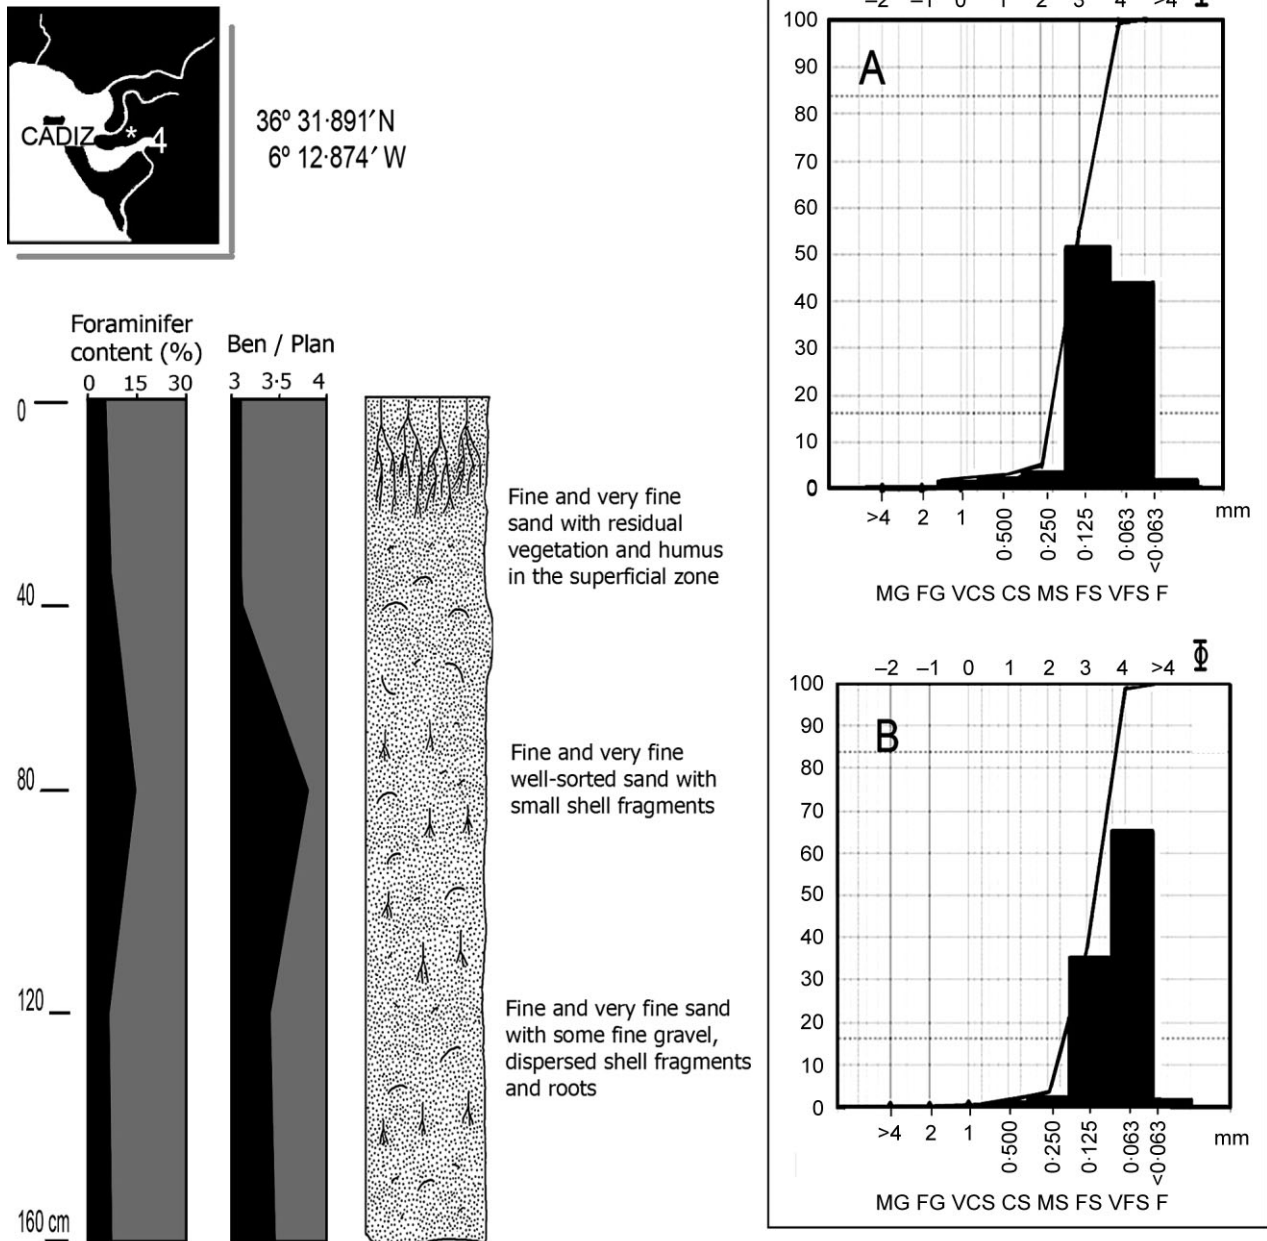 CADIZ * 4
36º 31·891′N
6º 12·874′ W
Foraminifer
content (%)
0 15 30
Ben / Plan
3 3·5 4
0
40
80
120
160 cm
Fine and very fine
sand with residual
vegetation and humus
in the superficial zone
Fine and very fine
well-sorted sand with
small shell fragments
Fine and very fine sand
with some fine gravel,
dispersed shell fragments
and roots
–2 –1 0 1 2 3 4 >4 Φ
A
100
90
80
70
60
50
40
30
20
10
0
>4 2 1 0·500 0·250 0·125 0·063 <0·063 mm
MG FG VCS CS MS FS VFS F
–2 –1 0 1 2 3 4 >4 Φ
B
100
90
80
70
60
50
40
30
20
10
0
>4 2 1 0·500 0·250 0·125 0·063 <0·063 mm
MG FG VCS CS MS FS VFS F